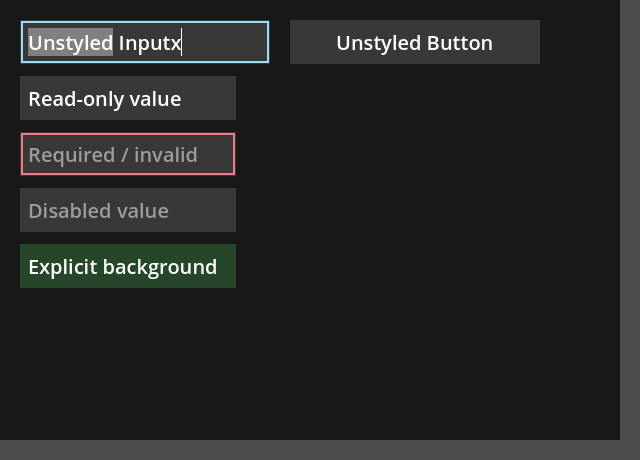 Unstyled Inputx
Unstyled Button
Read-only value
Required / invalid
Disabled value
Explicit background